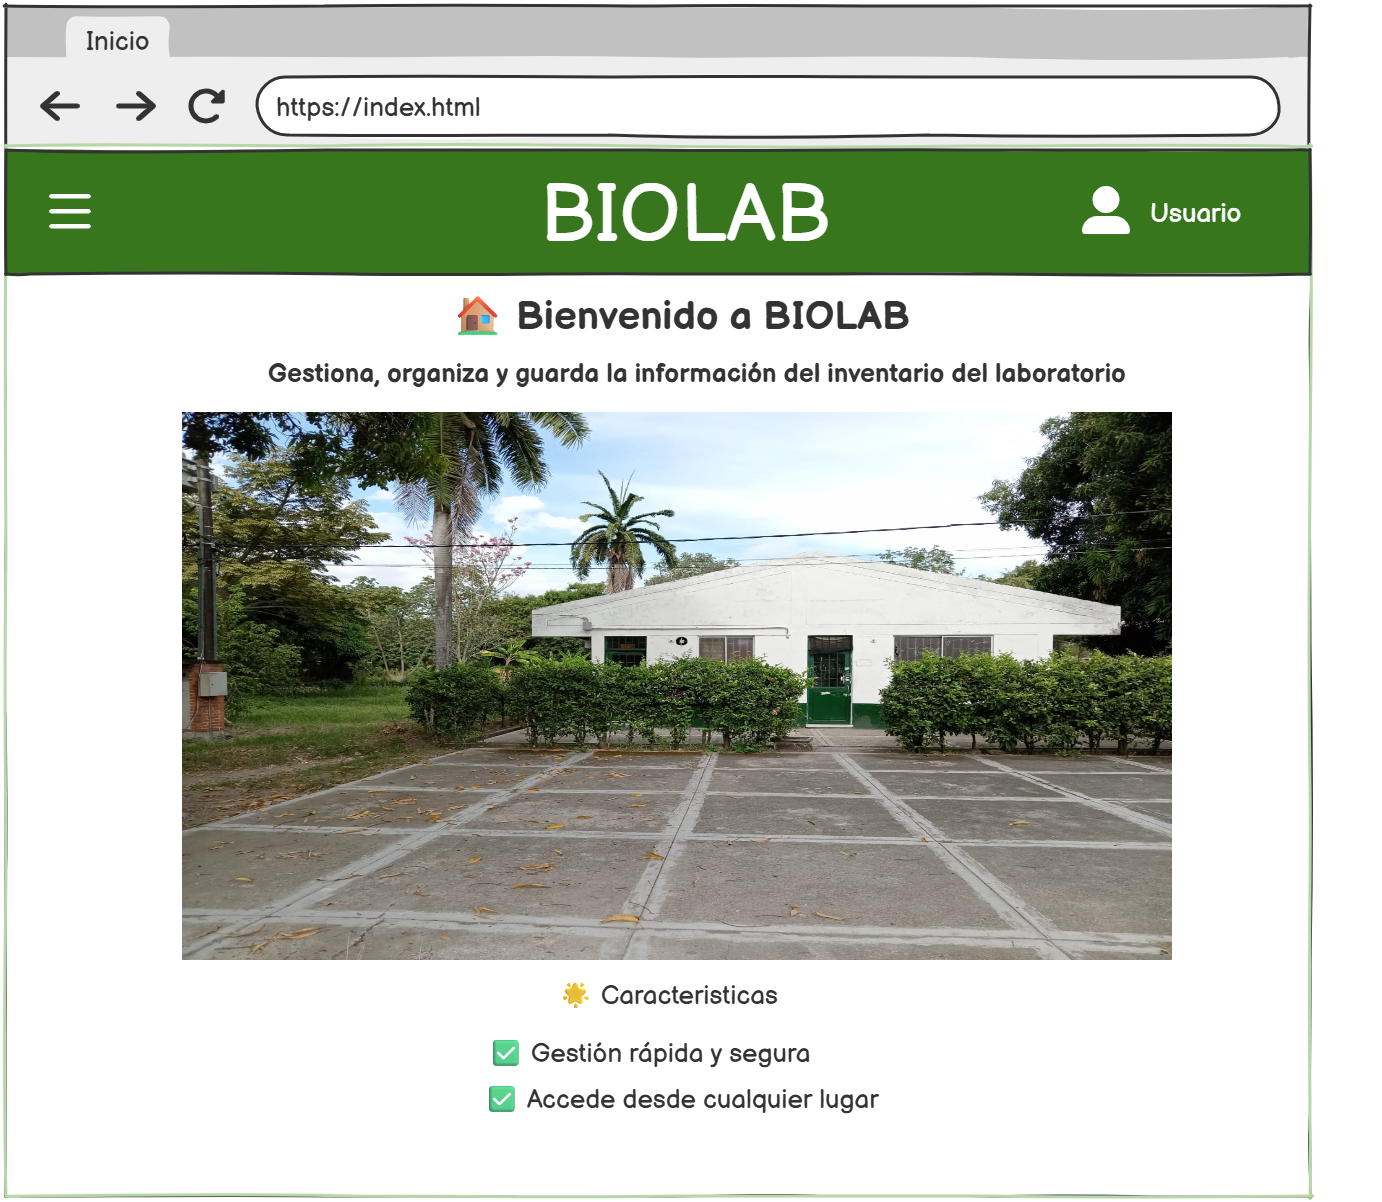 Inicio
https://index.html
BIOLAB
Usuario
Bienvenido a BIOLAB
Gestiona, organiza y guarda la información del inventario del laboratorio
Caracteristicas
Gestión rápida y segura
Accede desde cualquier lugar